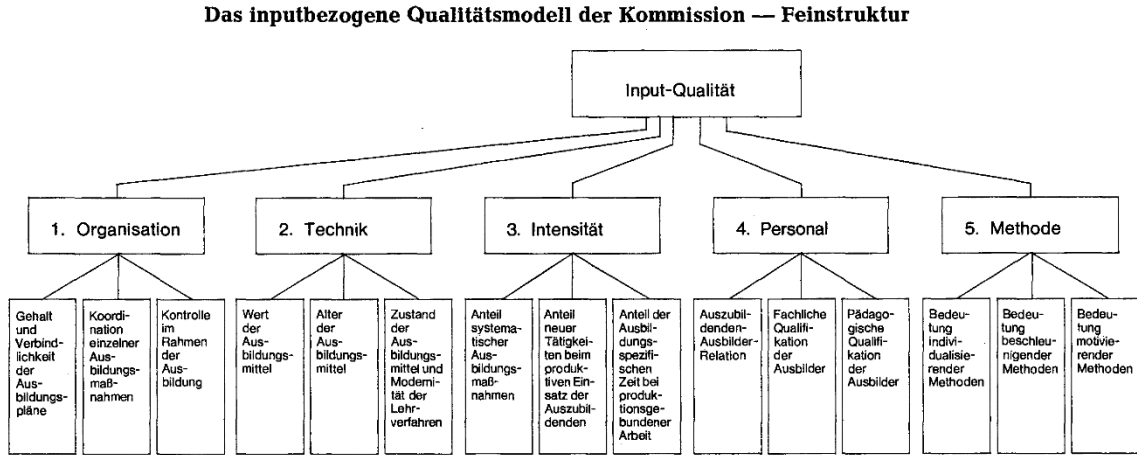 Das inputbezogene Qualitätsmodell der Kommission — Feinstruktur
Input-Qualität
1. Organisation
2. Technik
3. Intensität
4. Personal
5. Methode
Gehalt
und
Verbind-
lichkeit
der
Aus-
bildungs-
pläne
Koordi-
nation
einzelner
Aus-
bildungs-
maß-
nahmen
Kontrolle
im
Rahmen
der
Aus-
bildung
Wert
der
Aus-
bildungs-
mittel
Alter
der
Aus-
bildungs-
mittel
Zustand
der
Aus-
bildungs-
mittel und
Moderni-
tät der
Lehr-
verfahren
Anteil
systema-
tischer
Aus-
bildungs-
maß-
nahmen
Anteil
neuer
Tätigkei-
ten beim
produk-
tiven Ein-
satz der
Auszubil-
denden
Anteil der
Ausbil-
dungs-
spezifi-
schen
Zeit bei
produk-
tionsge-
bundener
Arbeit
Auszubil-
denden-
Ausbilder-
Relation
Fachliche
Qualifi-
kation
der
Ausbilder
Pädago-
gische
Qualifi-
kation
der
Ausbilder
Bedeu-
tung
indivi-
dualisie-
render
Methoden
Bedeu-
tung
beschleu-
nigender
Methoden
Bedeu-
tung
motivie-
render
Methoden